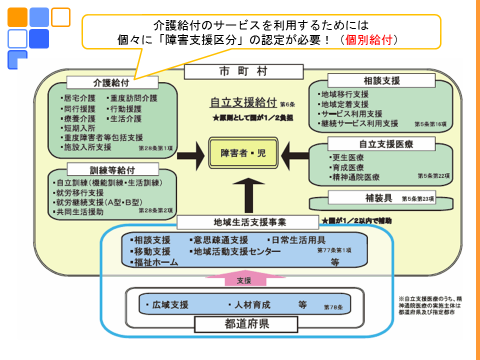 介護給付のサービスを利用するためには
個々に「障害支援区分」の認定が必要！（個別給付）
市町村
介護給付
・居宅介護 ・重度訪問介護
・同行援護 ・行動援護
・療養介護 ・生活介護
・短期入所
・重度障害者等包括支援
・施設入所支援 第28条第1項
自立支援給付 第6条
★原則として国が1／2負担
障害者・児
相談支援
・地域移行支援
・地域定着支援
・サービス利用支援
・継続サービス利用支援 第5条第16項
自立支援医療
・更生医療
・育成医療
・精神通院医療 第5条第22項
訓練等給付
・自立訓練（機能訓練・生活訓練）
・就労移行支援
・就労継続支援（A型・B型）
・共同生活援助 第28条第2項
補装具 第5条第23項
地域生活支援事業
★国が1／2以内で補助
・相談支援 ・意思疎通支援 ・日常生活用具
・移動支援 ・地域活動支援センター 第77条第1項
・福祉ホーム 等
支援
・広域支援 ・人材育成 等 第78条
都道府県
※自立支援医療のうち、精
神通院医療の実施主体は
都道府県及び指定都市